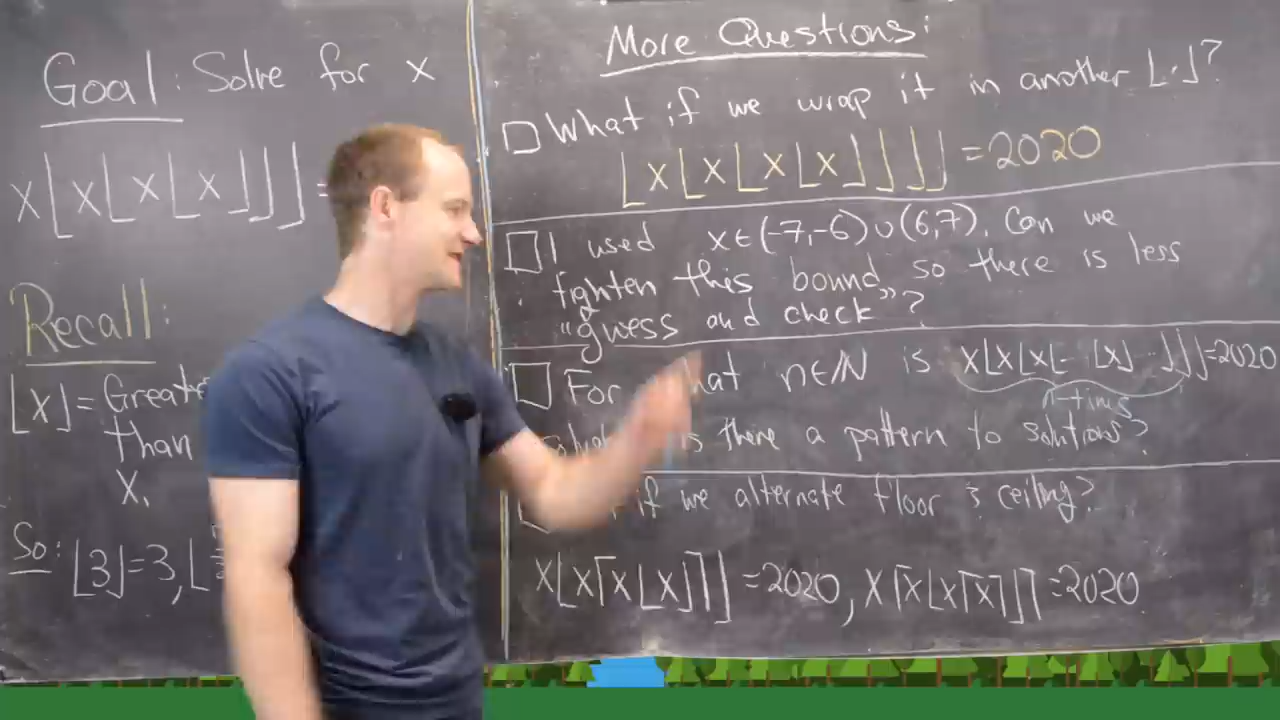 Goal: Solve for x
x⌊x⌊x⌊x⌋⌋⌋=
Recall:
⌊x⌋= Greate
than
x.
So: ⌊3⌋=3, ⌊
More Questions:
What if we wrap it in another ⌊·⌋?
⌊x⌊x⌊x⌊x⌋⌋⌋⌋=2020
I used x∈(-7,-6)∪(6,7). Can we
tighten this bound, so there is less
"guess and check"?
For hat n∈ℕ is x⌊x⌊x⌊-⌊x⌋--⌋⌋⌋=2020
n-times
is there a pattern to solutions?
if we alternate floor & ceiling?
x⌊x⌈x⌊x⌋⌉⌋=2020, x⌈x⌊x⌈x⌉⌋⌉=2020